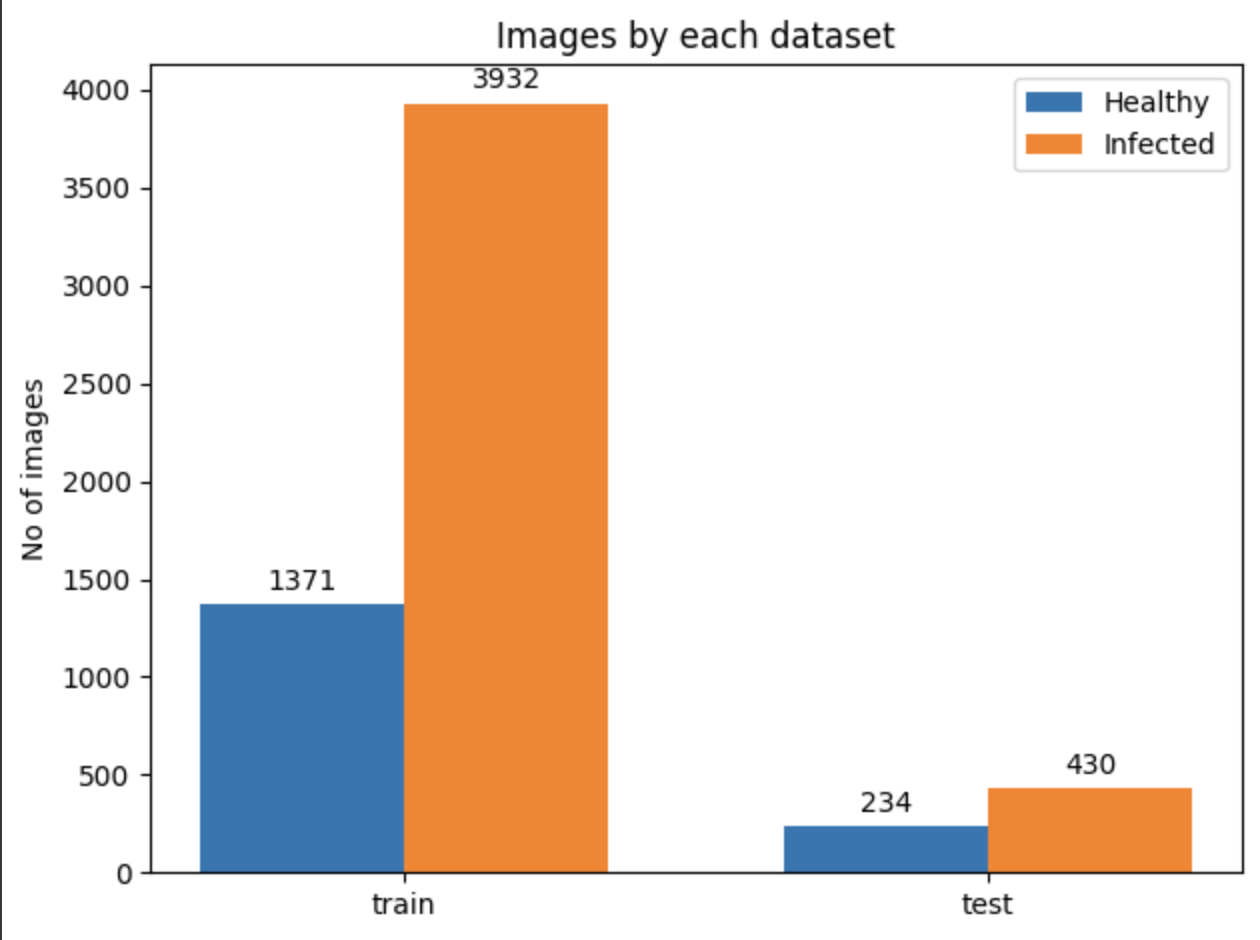 Images by each dataset
3932
4000
Healthy
Infected
3500
3000
2500
No of images
2000
1371
1500
1000
430
500
234
0
train
test